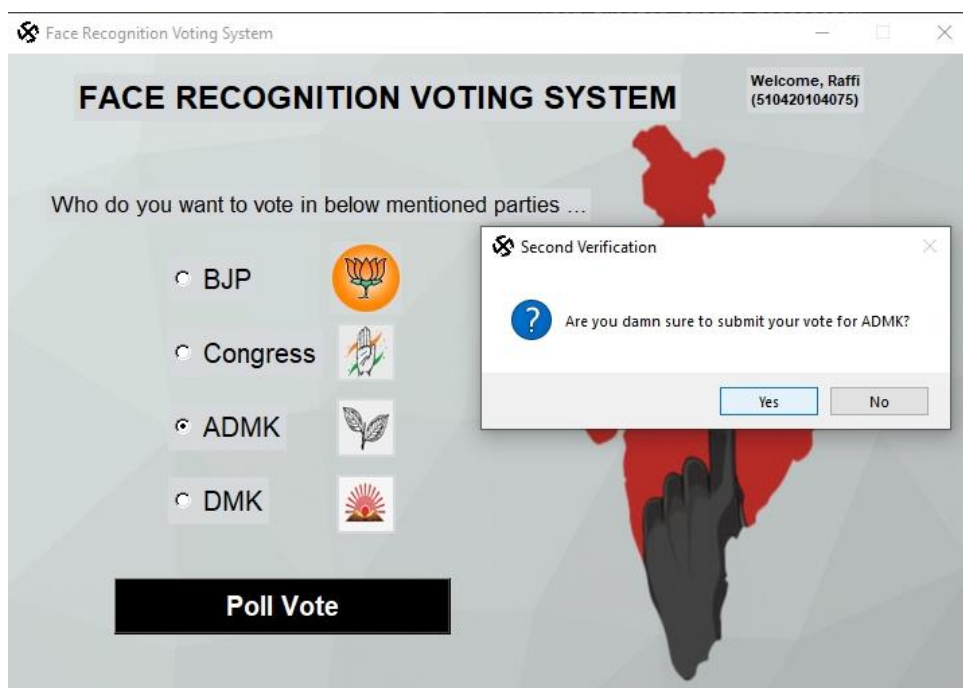 Face Recognition Voting System
FACE RECOGNITION VOTING SYSTEM
Welcome, Raffi
(510420104075)
Who do you want to vote in below mentioned parties ...
BJP
Congress
ADMK
DMK
Poll Vote
Second Verification
Are you damn sure to submit your vote for ADMK?
Yes No